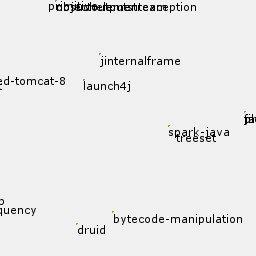 jinternalframe
ed-tomcat-8
launch4j
spark-java
treeset
quency
bytecode-manipulation
druid